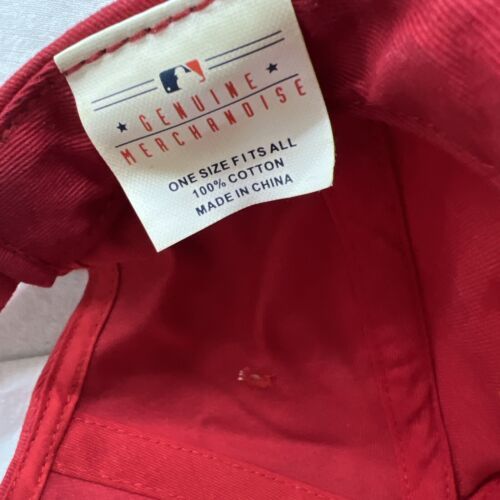 GENUINE
MERCHANDISE
ONE SIZE FITS ALL
100% COTTON
MADE IN CHINA